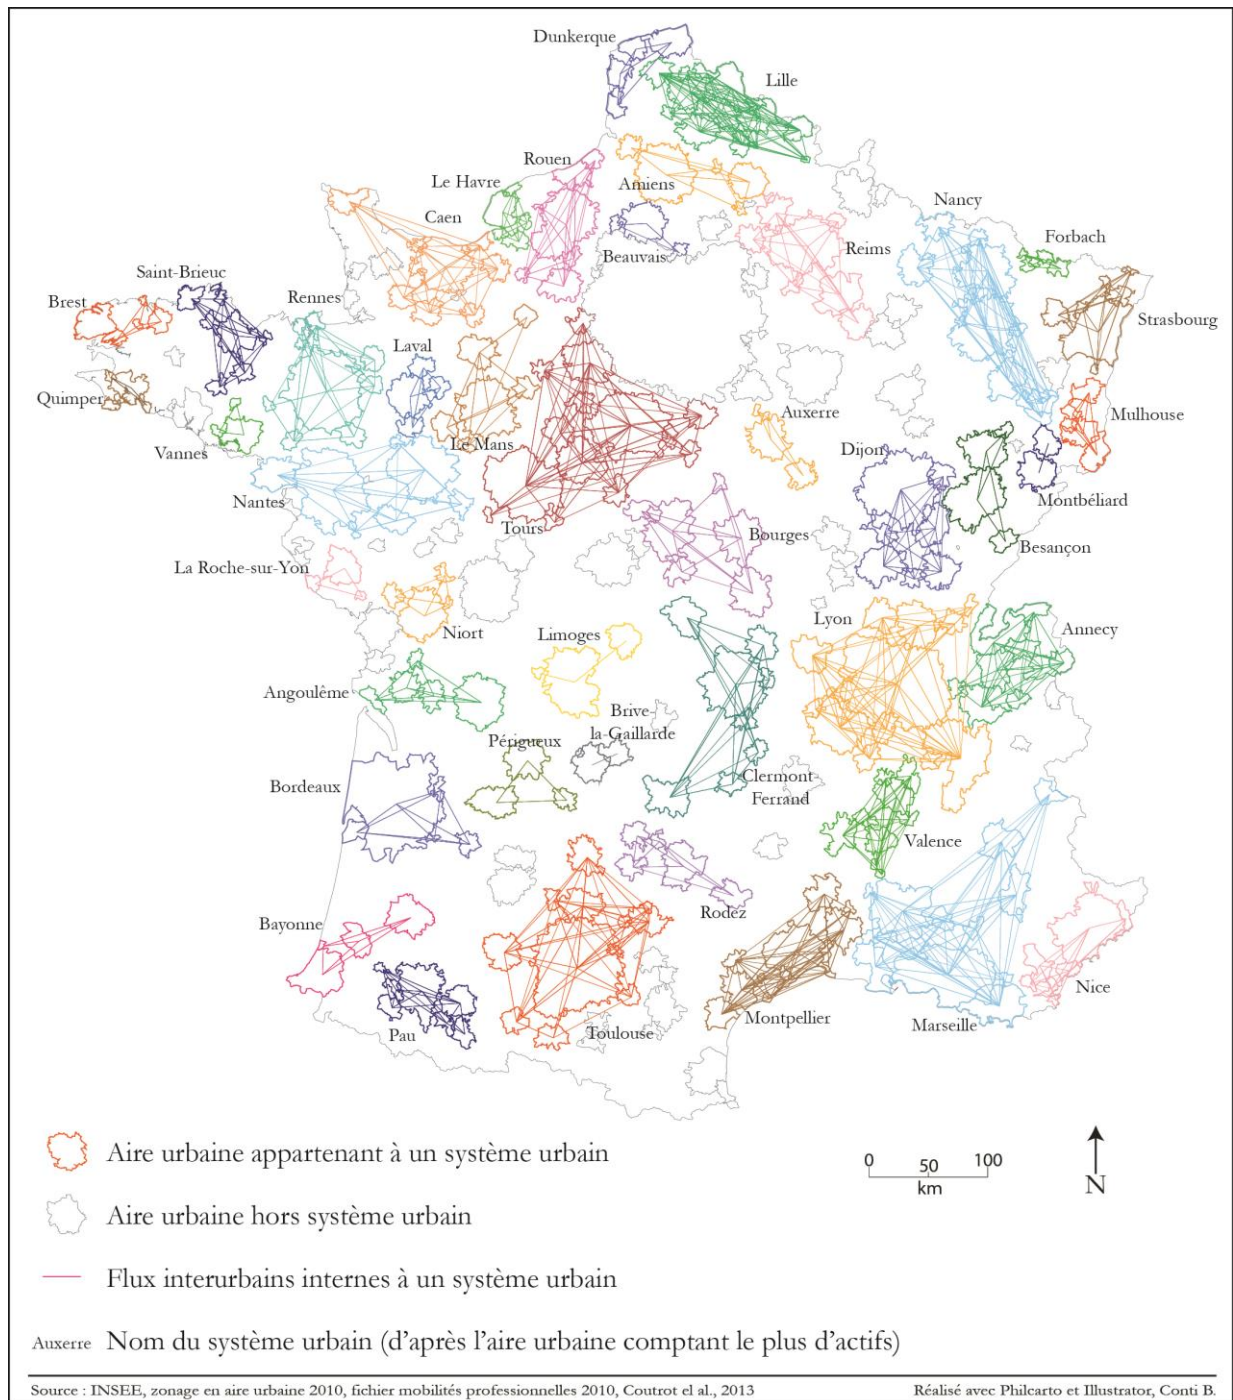 Dunkerque
Lille
Rouen
Le Havre
Amiens
Caen
Nancy
Forbach
Reims
Beauvais
Saint-Brieuc
Brest
Rennes
Strasbourg
Laval
Quimper
Auxerre
Mulhouse
Vannes
Le Mans
Dijon
Nantes
Montbéliard
Tours
Bourges
Besançon
La Roche-sur-Yon
Niort
Limoges
Lyon
Annecy
Angoulême
Brive-
la-Gaillarde
Périgueux
Bordeaux
Clermont-
Ferrand
Valence
Rodez
Bayonne
Nice
Montpellier
Marseille
Pau
Toulouse
Aire urbaine appartenant à un système urbain
0 50 100
km
N
Aire urbaine hors système urbain
Flux interurbains internes à un système urbain
Auxerre Nom du système urbain (d'après l'aire urbaine comptant le plus d'actifs)
Source : INSEE, zonage en aire urbaine 2010, fichier mobilités professionnelles 2010, Coutrot el al., 2013
Réalisé avec Philcarto et Illustrator, Conti B.